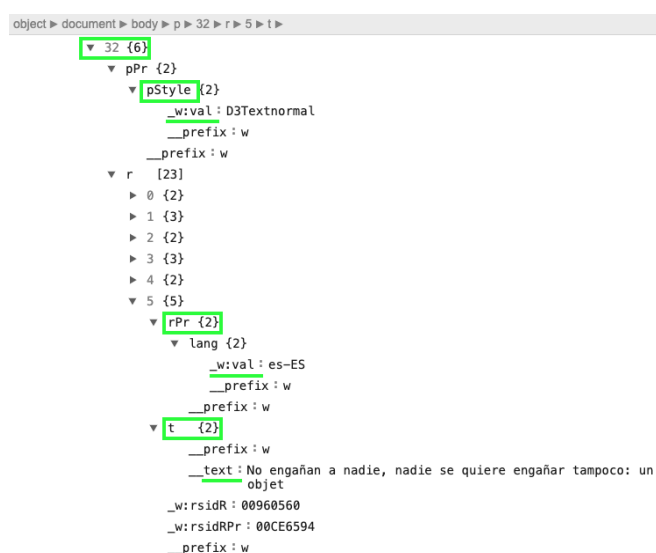 object ▶ document ▶ body ▶ p ▶ 32 ▶ r ▶ 5 ▶ t ▶
▼ 32 {6}
▼ pPr {2}
▼ pStyle {2}
_w:val : D3Textnormal
__prefix : w
__prefix : w
▼ r [23]
▶ 0 {2}
▶ 1 {3}
▶ 2 {2}
▶ 3 {3}
▶ 4 {2}
▼ 5 {5}
▼ rPr {2}
▼ lang {2}
_w:val : es-ES
__prefix : w
__prefix : w
▼ t {2}
__prefix : w
__text : No engañan a nadie, nadie se quiere engañar tampoco: un
objet
_w:rsidR : 00960560
_w:rsidRPr : 00CE6594
__prefix : w